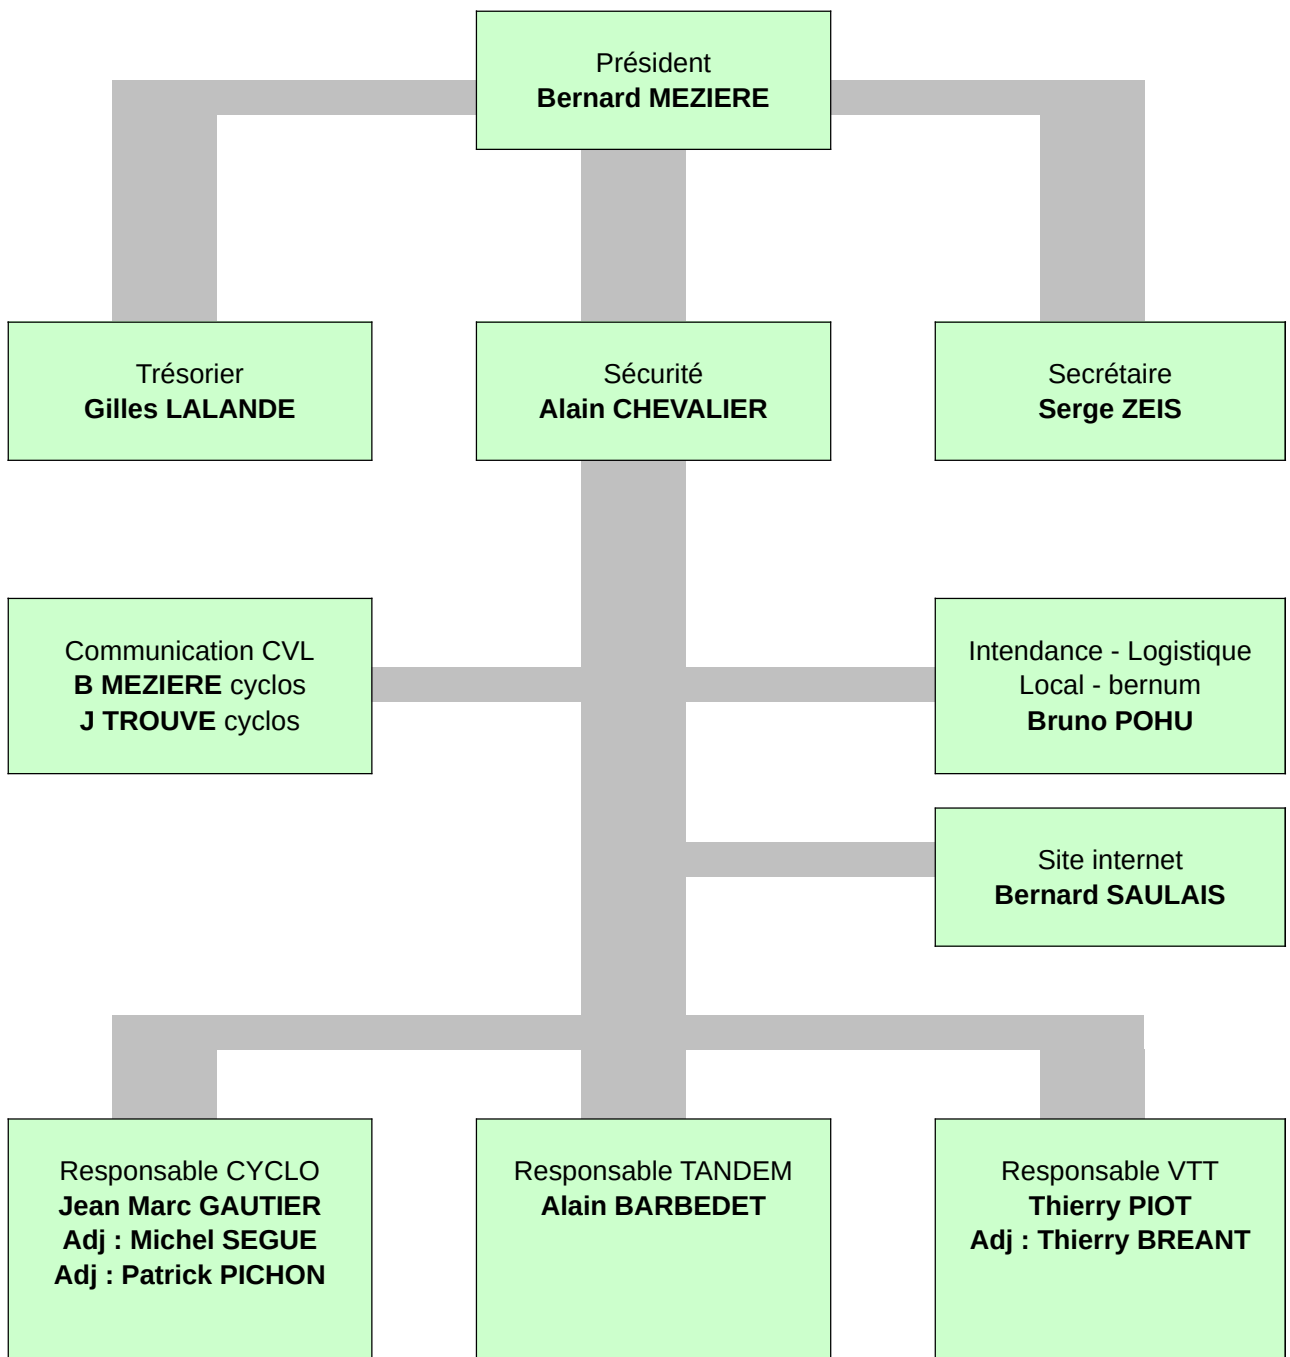 Président
Bernard MEZIERE
Trésorier
Gilles LALANDE
Sécurité
Alain CHEVALIER
Secrétaire
Serge ZEIS
Communication CVL
B MEZIERE cyclos
J TROUVE cyclos
Intendance - Logistique
Local - bernum
Bruno POHU
Site internet
Bernard SAULAIS
Responsable CYCLO
Jean Marc GAUTIER
Adj : Michel SEGUE
Adj : Patrick PICHON
Responsable TANDEM
Alain BARBEDET
Responsable VTT
Thierry PIOT
Adj : Thierry BREANT